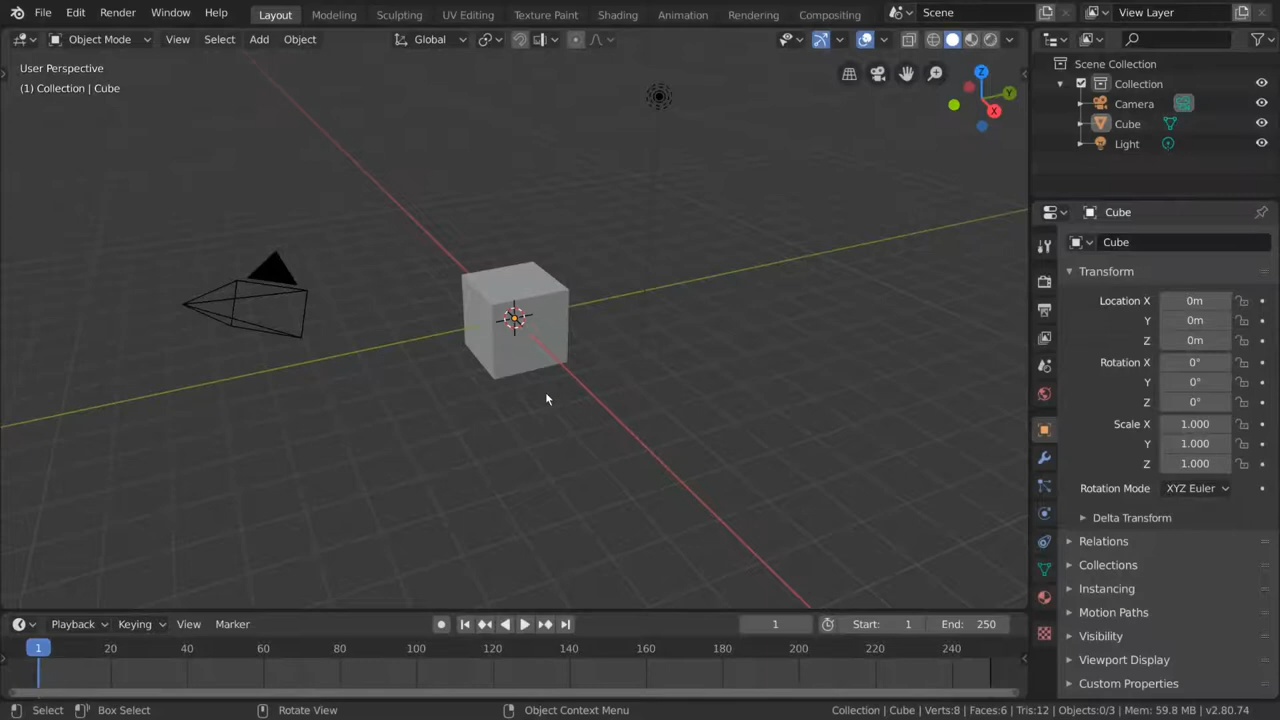 File Edit Render Window Help Layout Modeling Sculpting UV Editing Texture Paint Shading Animation Rendering Compositing Scene View Layer
Object Mode View Select Add Object Global
User Perspective
(1) Collection | Cube
Z
Y
X
Scene Collection
Collection
Camera
Cube
Light
Cube
Cube
Transform
Location X 0m
Y 0m
Z 0m
Rotation X 0°
Y 0°
Z 0°
Scale X 1.000
Y 1.000
Z 1.000
Rotation Mode XYZ Euler
Delta Transform
Relations
Collections
Instancing
Motion Paths
Visibility
Viewport Display
Custom Properties
Playback Keying View Marker 1 Start: 1 End: 250
1 20 40 60 80 100 120 140 160 180 200 220 240
Select Box Select Rotate View Object Context Menu Collection | Cube | Verts:8 | Faces:6 | Tris:12 | Objects:0/3 | Mem: 59.8 MB | v2.80.74